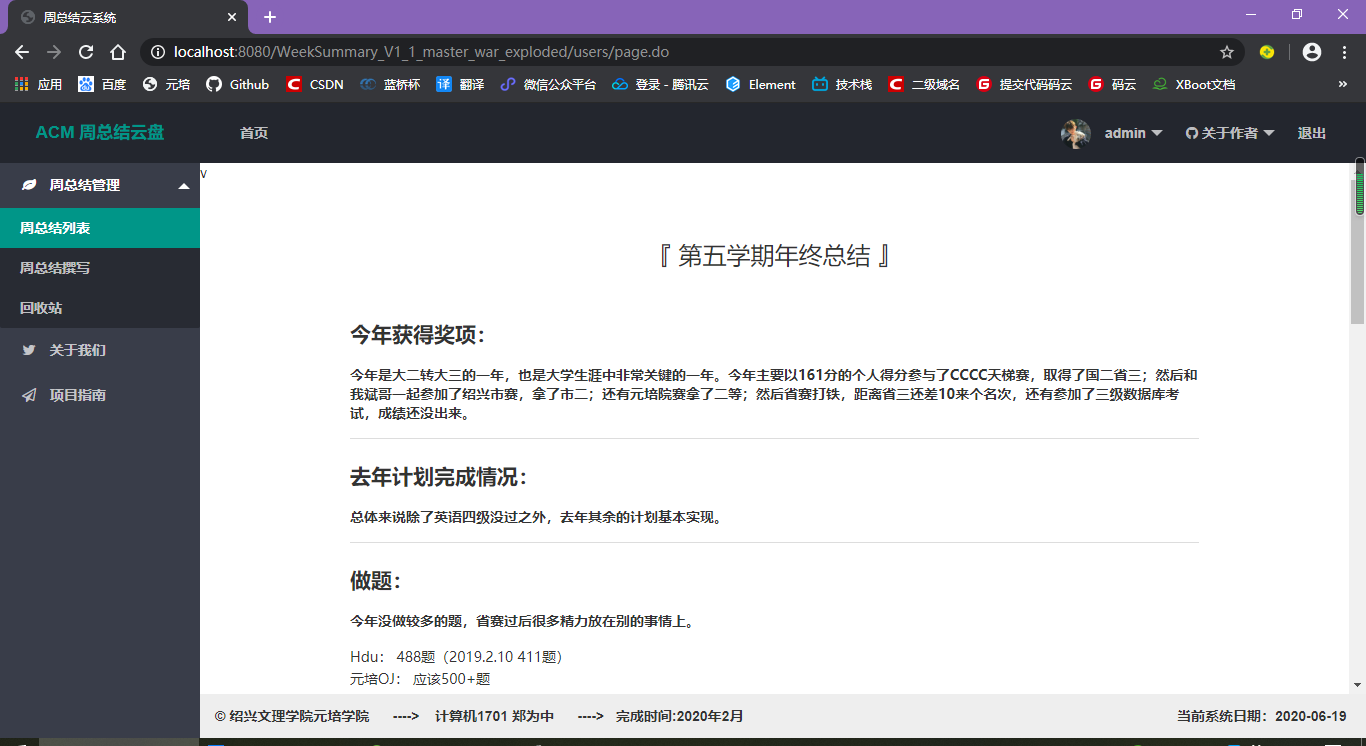 周总结云系统
localhost:8080/WeekSummary_V1_1_master_war_exploded/users/page.do
应用 百度 元培 Github CSDN 蓝桥杯 译 翻译 微信公众平台 登录 - 腾讯云 Element 技术栈 二级域名 提交代码码云 码云 XBoot文档 »
ACM 周总结云盘 首页 admin 关于作者 退出
周总结管理
周总结列表
周总结撰写
回收站
关于我们
项目指南
v
『 第五学期年终总结 』
今年获得奖项：
今年是大二转大三的一年，也是大学生涯中非常关键的一年。今年主要以161分的个人得分参与了CCCC天梯赛，取得了国二省三；然后和
我斌哥一起参加了绍兴市赛，拿了市二；还有元培院赛拿了二等；然后省赛打铁，距离省三还差10来个名次，还有参加了三级数据库考
试，成绩还没出来。
去年计划完成情况：
总体来说除了英语四级没过之外，去年其余的计划基本实现。
做题：
今年没做较多的题，省赛过后很多精力放在别的事情上。
Hdu： 488题（2019.2.10 411题）
元培OJ： 应该500+题
© 绍兴文理学院元培学院 ----> 计算机1701 郑为中 ----> 完成时间:2020年2月 当前系统日期：2020-06-19